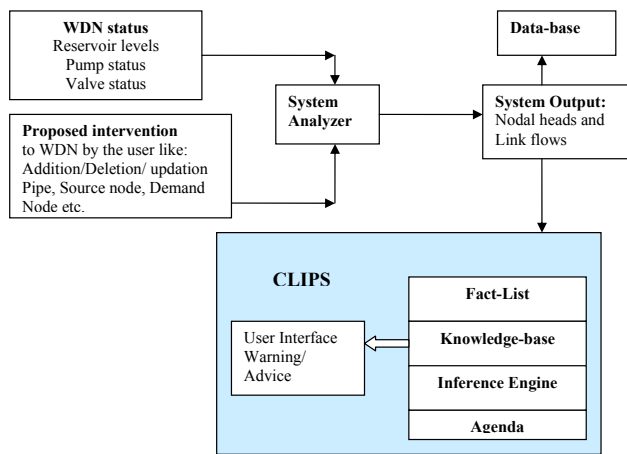 WDN status
Reservoir levels
Pump status
Valve status
Proposed intervention
to WDN by the user like:
Addition/Deletion/ updation
Pipe, Source node, Demand
Node etc.
System
Analyzer
Data-base
System Output:
Nodal heads and
Link flows
CLIPS
User Interface
Warning/
Advice
Fact-List
Knowledge-base
Inference Engine
Agenda